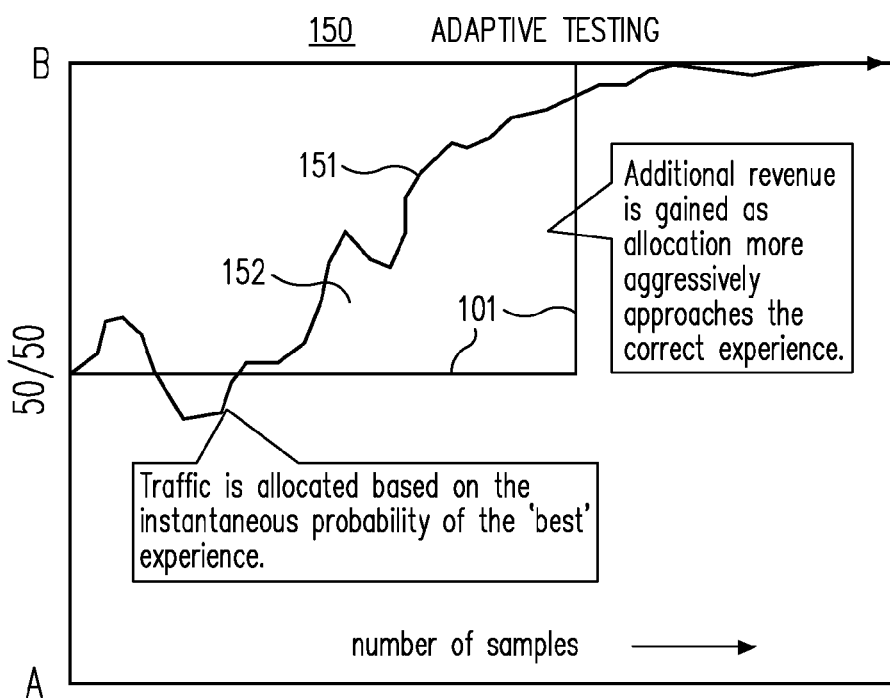 150 ADAPTIVE TESTING
B
151
152
101
Additional revenue
is gained as
allocation more
aggressively
approaches the
correct experience.
50/50
Traffic is allocated based on the
instantaneous probability of the 'best'
experience.
number of samples
A